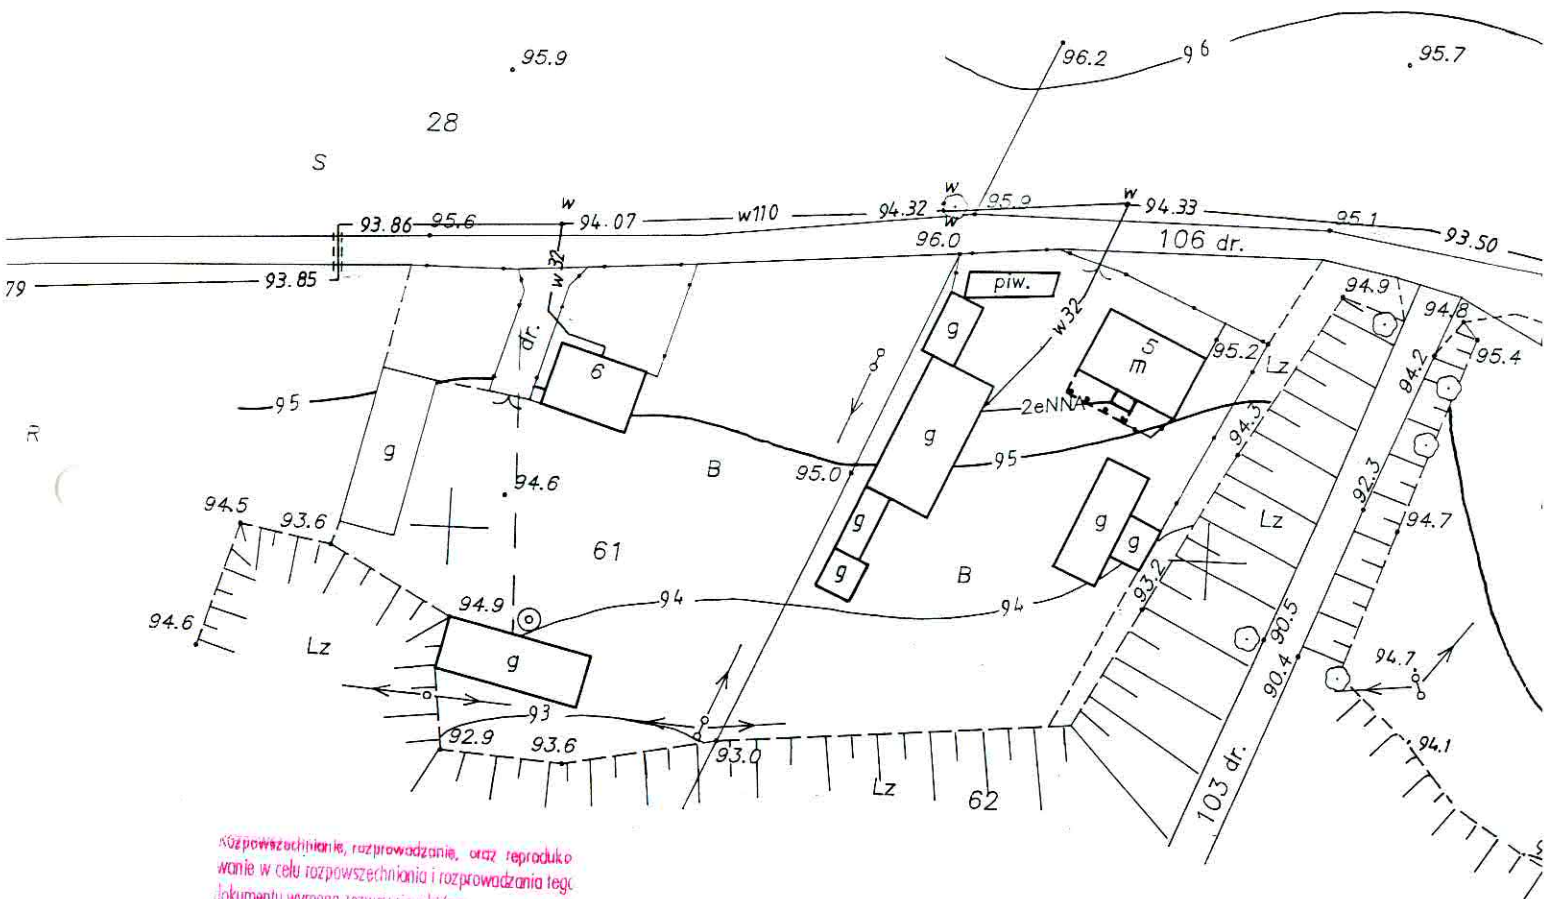 96
95.9
96.2
95.7
28
S
w
w
w
93.86
95.6
94.07
w110
94.32
95.9
94.33
95.1
w
93.50
96.0
106 dr.
79
93.85
w32
piw.
94.9
94.8
dr.
g
w32
5
m
95.2
Lz
94.2
95.4
6
95
2eNNA
R
g
g
94.3
B
95.0
95
94.6
92.3
94.5
93.6
g
g
g
Lz
94.7
61
g
B
93.2
94.9
94
94
94.6
Lz
90.5
g
90.4
94.7
93
92.9
93.6
93.0
94.1
Lz
62
103 dr.
Rozpowszechnianie, rozprowadzanie, oraz reproduko
wanie w celu rozpowszechniania i rozprowadzania tego
dokumentu wymaga